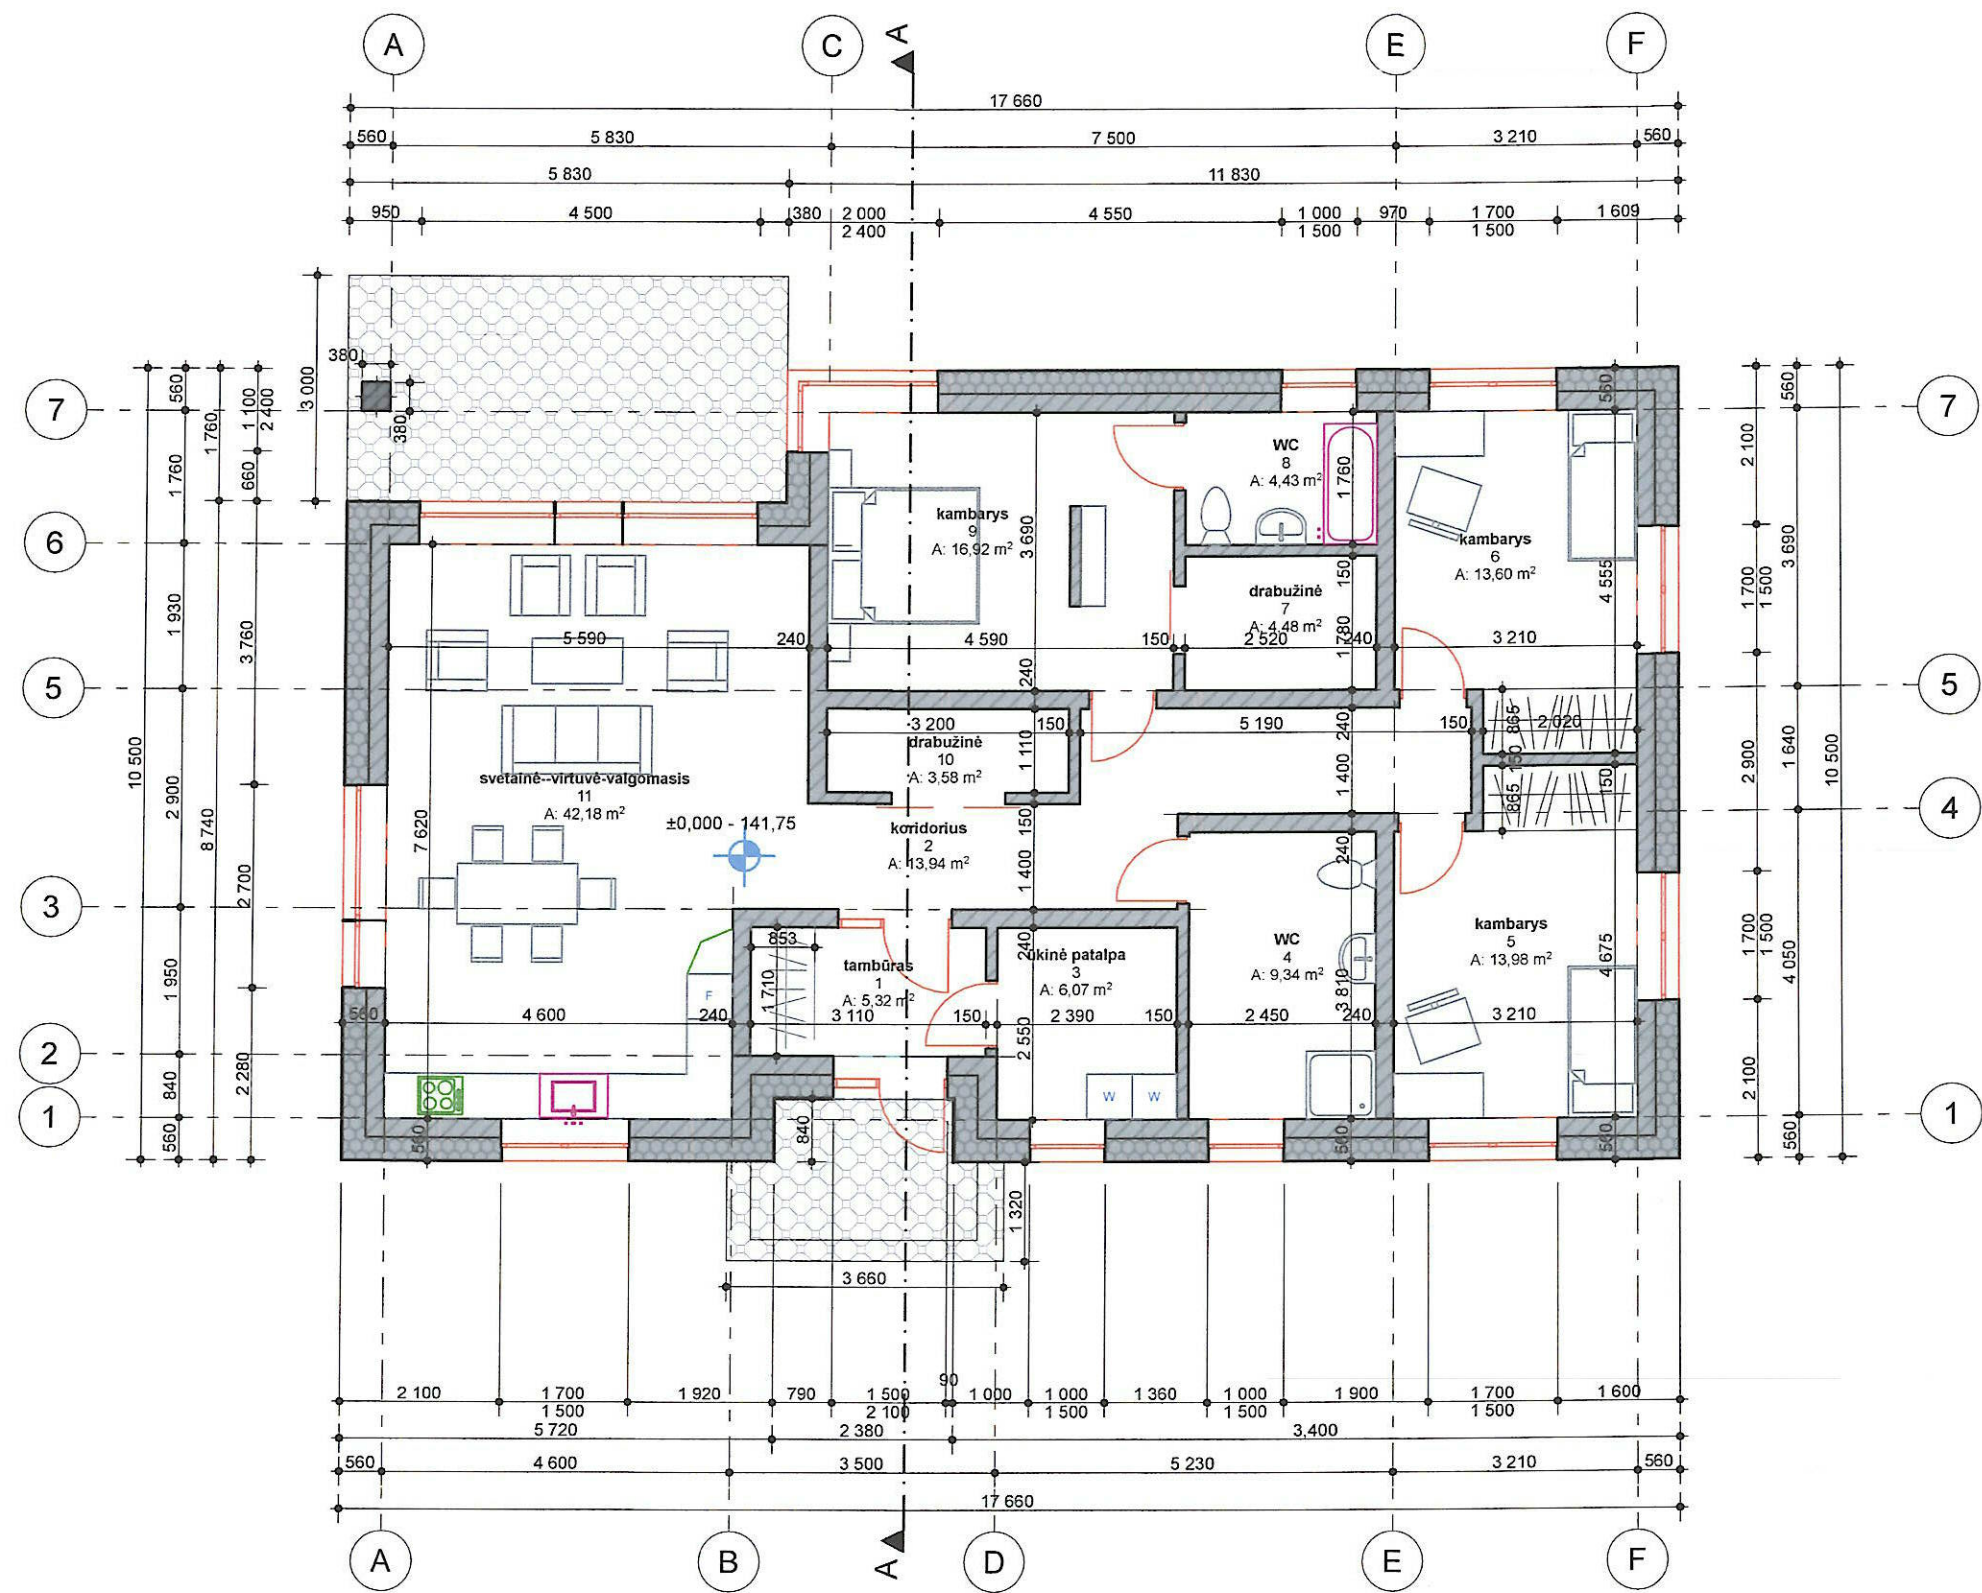 A C A E F
17 660
560 5 830 7 500 3 210 560
5 830 11 830
950 4 500 380 2 000 4 550 1 000 970 1 700 1 609
2 400 1 500 1 500
7
6
5
3
2
1
10 500
560
1 760
1 930
2 900
1 950
840
560
1 760
8 740
1 100
2 400
660
3 760
2 700
2 280
3 000
380
380
7
5
4
1
2 100
1 700
1 500
2 900
1 700
1 500
2 100
560
3 690
1 640
4 050
560
10 500
WC
8
A: 4,43 m²
1 760
kambarys
9
A: 16,92 m²
3 690
kambarys
6
A: 13,60 m²
560
4 555
drabužinė
7
A: 4,48 m²
150
1 780
5 590 240 4 590 150 2 520 240 3 210
240
3 200 150 5 190 150 2 020
240
865
150
865
150
drabužinė
10
A: 3,58 m²
1 110
1 400
svetainė--virtuvė-valgomasis
11
A: 42,18 m²
7 620
±0,000 - 141,75
koridorius
2
A: 13,94 m²
150
1 400
240
853
tambūras
1
A: 5,32 m²
1 710
240
ūkinė patalpa
3
A: 6,07 m²
2 550
WC
4
A: 9,34 m²
3 810
kambarys
5
A: 13,98 m²
4 675
F
560 4 600 240 3 110 150 2 390 150 2 450 240 3 210
W W
560
840
560
560
1 320
3 660
90
2 100 1 700 1 920 790 1 500 1 000 1 000 1 360 1 000 1 900 1 700 1 600
1 500 2 100 1 500 1 500 1 500
5 720 2 380 3,400
560 4 600 3 500 5 230 3 210 560
17 660
A B A D E F